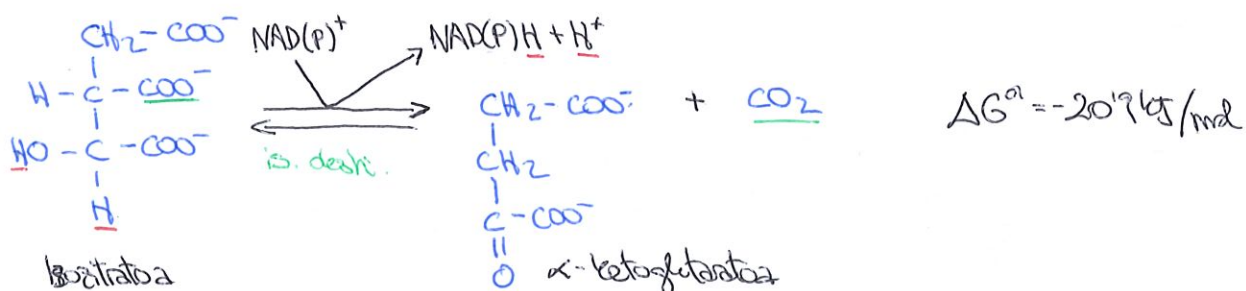 CH₂-COO⁻ NAD(P)⁺ NAD(P)H + H⁺
H-C-COO⁻ CH₂-COO⁻ + CO₂ ΔG°' = -20'9 kJ/mol
HO-C-COO⁻ is. deshi. CH₂
H C-COO⁻
O
Isozitratoa α-ketoglutaratoa